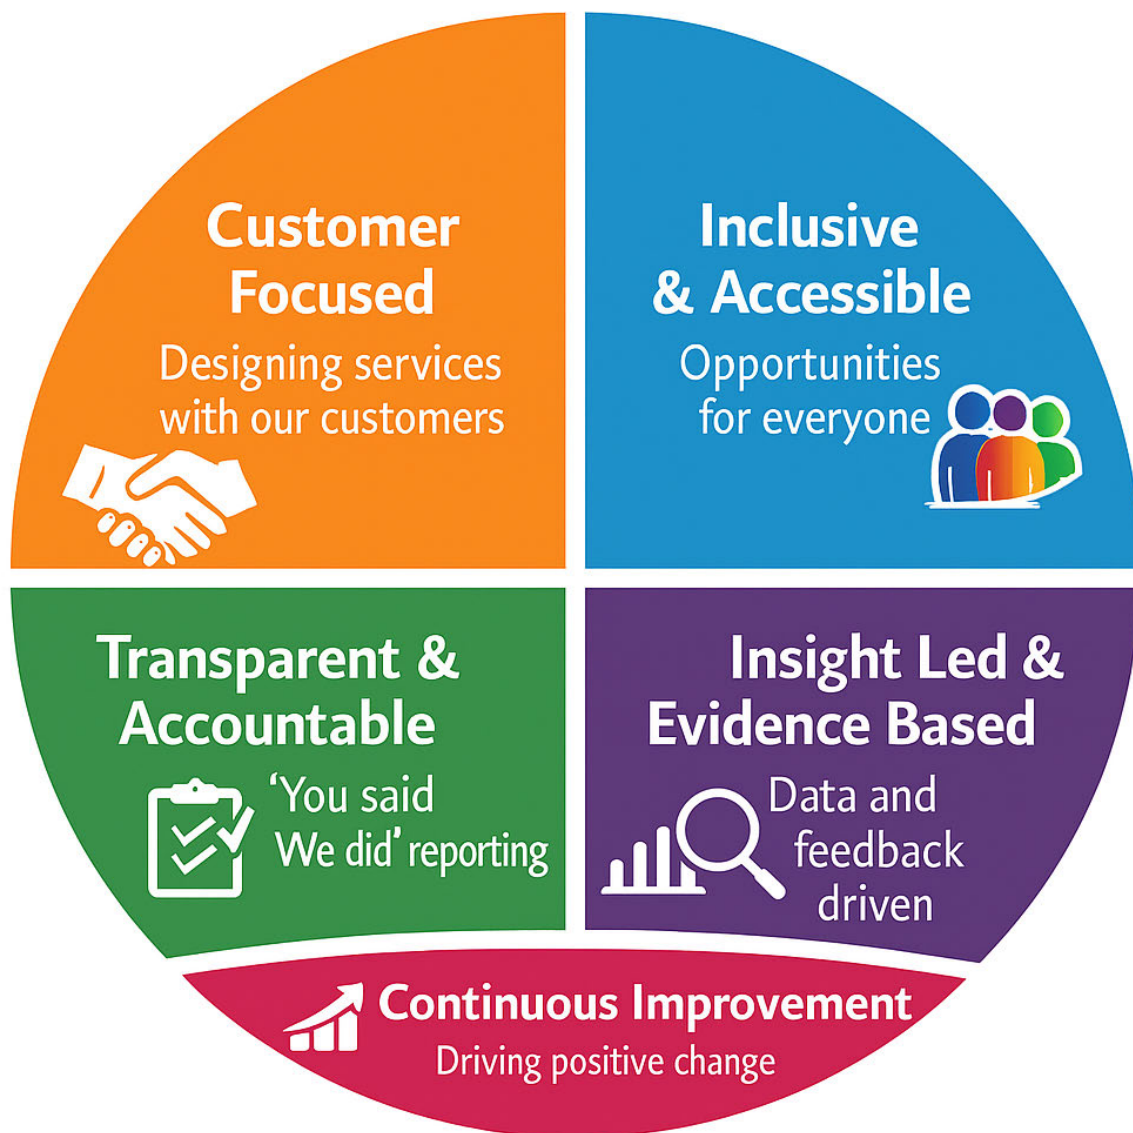 Customer
Focused
Designing services
with our customers
Inclusive
& Accessible
Opportunities
for everyone
Transparent &
Accountable
‘You said
We did’ reporting
Insight Led &
Evidence Based
Data and
feedback
driven
Continuous Improvement
Driving positive change